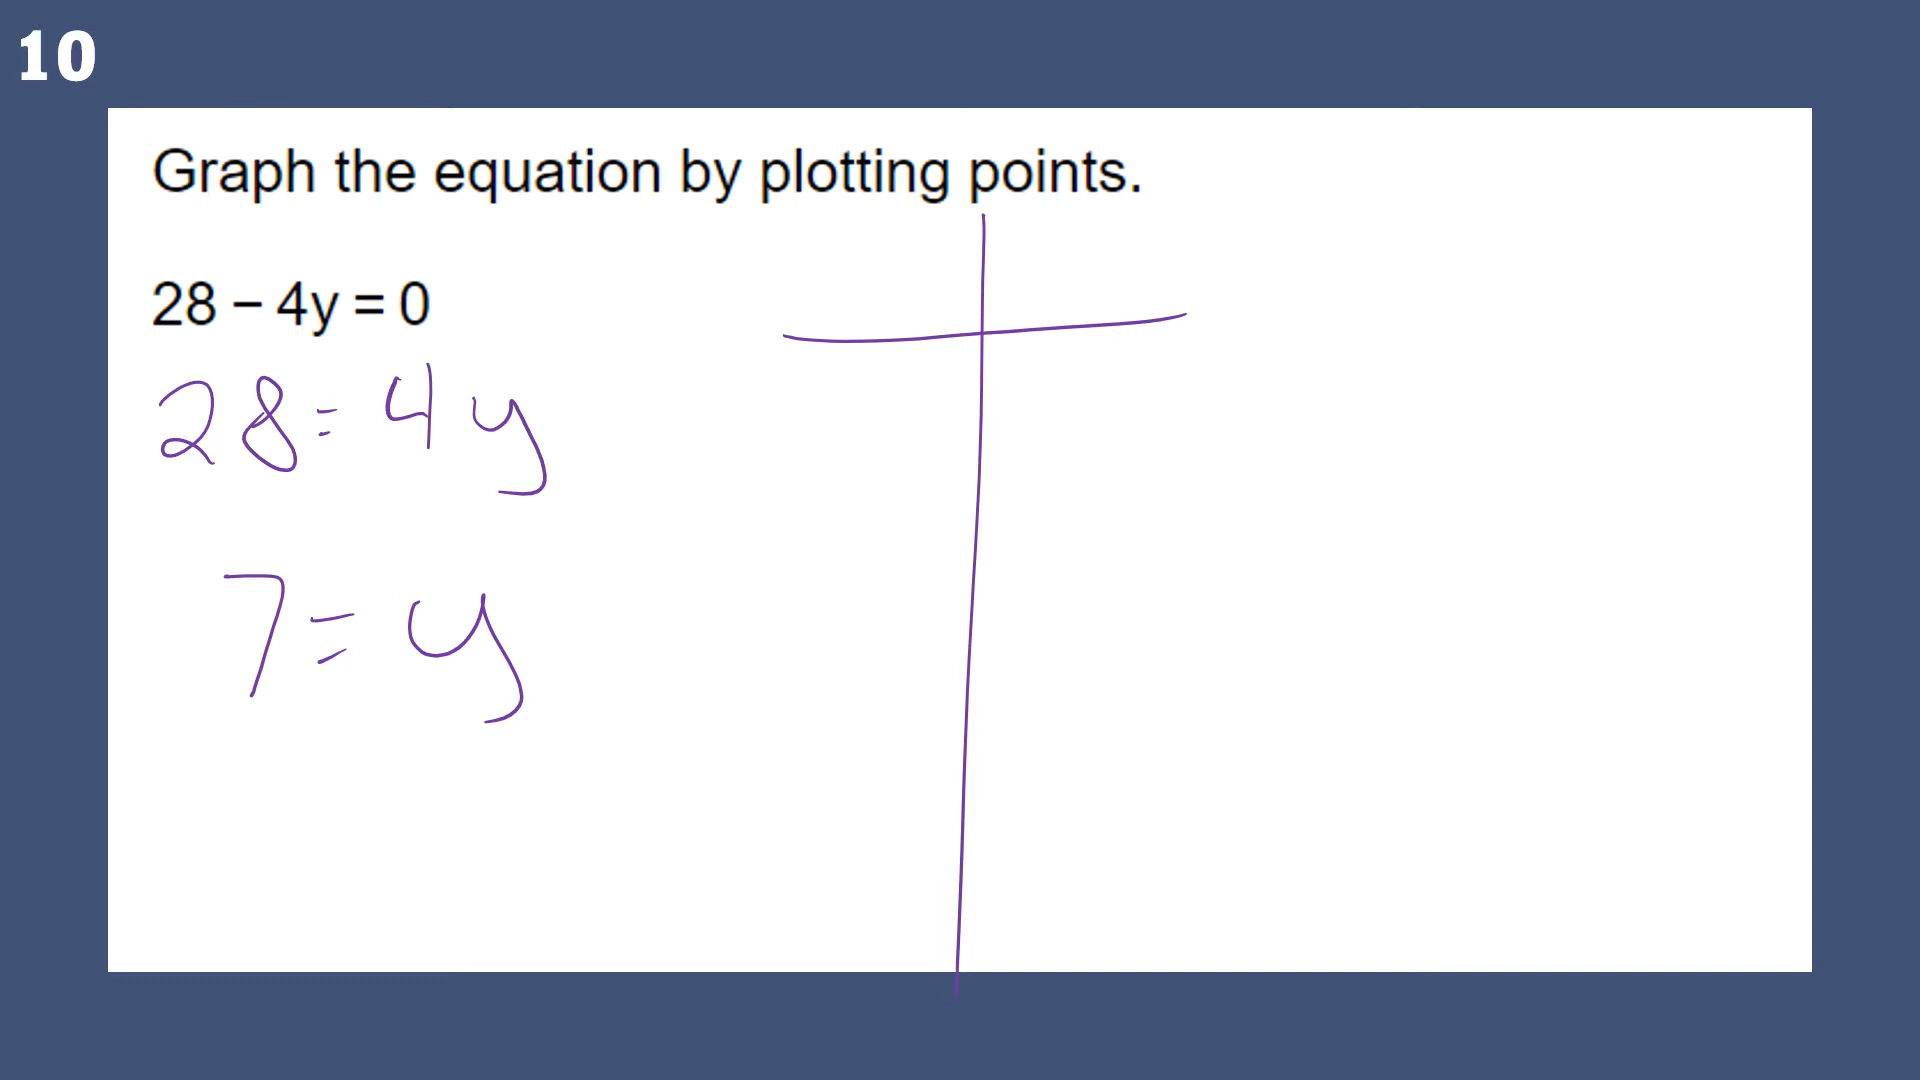 10
Graph the equation by plotting points.
28 − 4y = 0
28 = 4y
7 = y